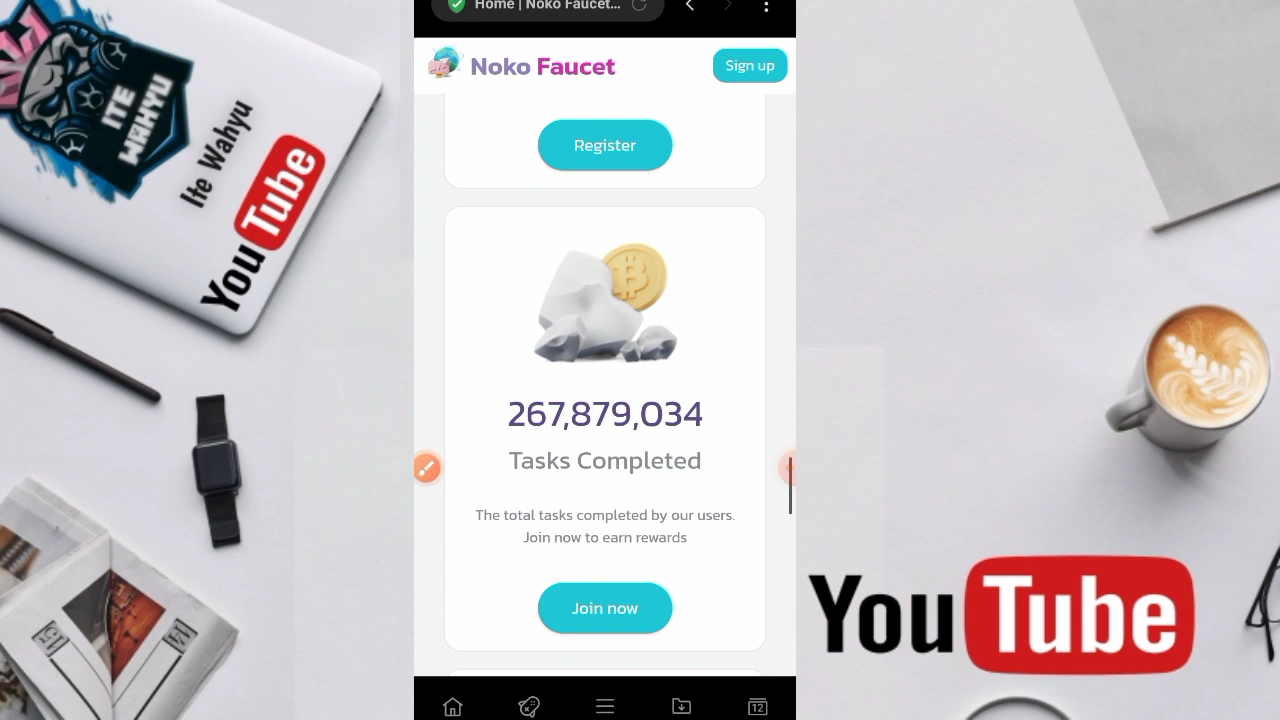 Home | Noko Faucet...
Noko Faucet
Sign up
Register
267,879,034
Tasks Completed
The total tasks completed by our users.
Join now to earn rewards
Join now
12
ITE
WAHYU
Ite Wahyu
YouTube
YouTube